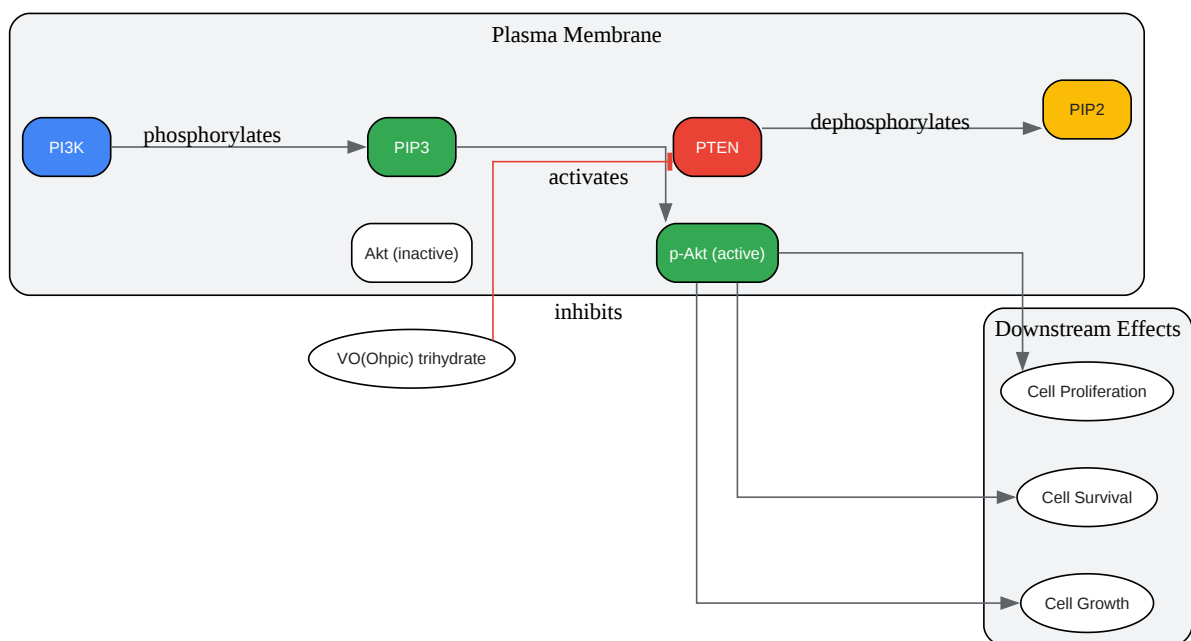 Plasma Membrane
PI3K
phosphorylates
PIP3
activates
PTEN
dephosphorylates
PIP2
Akt (inactive)
p-Akt (active)
inhibits
VO(Ohpic) trihydrate
Downstream Effects
Cell Proliferation
Cell Survival
Cell Growth